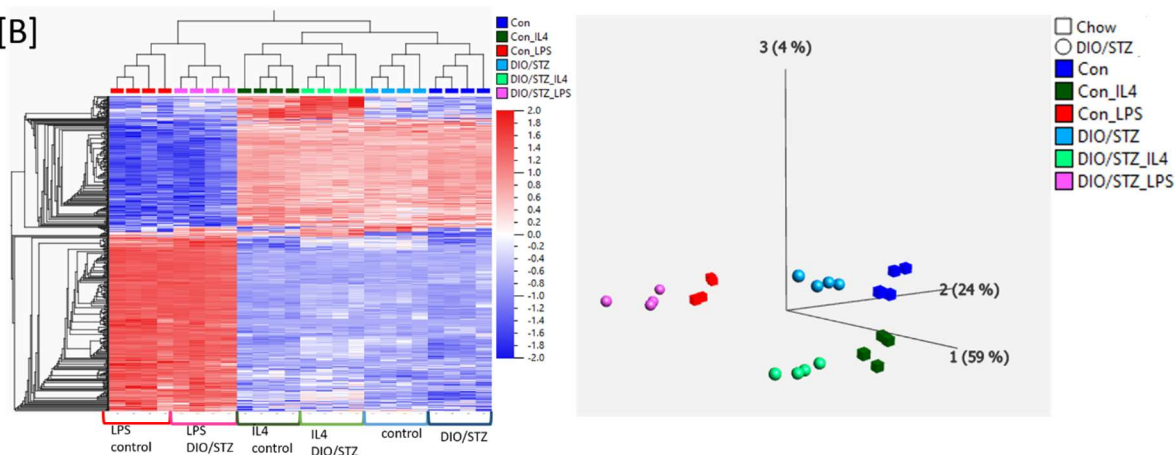 [B]
Con
Con_IL4
Con_LPS
DIO/STZ
DIO/STZ_IL4
DIO/STZ_LPS
2.0
1.8
1.6
1.4
1.2
1.0
0.8
0.6
0.4
0.2
-0.0
-0.2
-0.4
-0.6
-0.8
-1.0
-1.2
-1.4
-1.6
-1.8
-2.0
LPS
control
LPS
DIO/STZ
IL4
control
IL4
DIO/STZ
control
DIO/STZ
3 (4 %)
2 (24 %)
1 (59 %)
Chow
DIO/STZ
Con
Con_IL4
Con_LPS
DIO/STZ
DIO/STZ_IL4
DIO/STZ_LPS